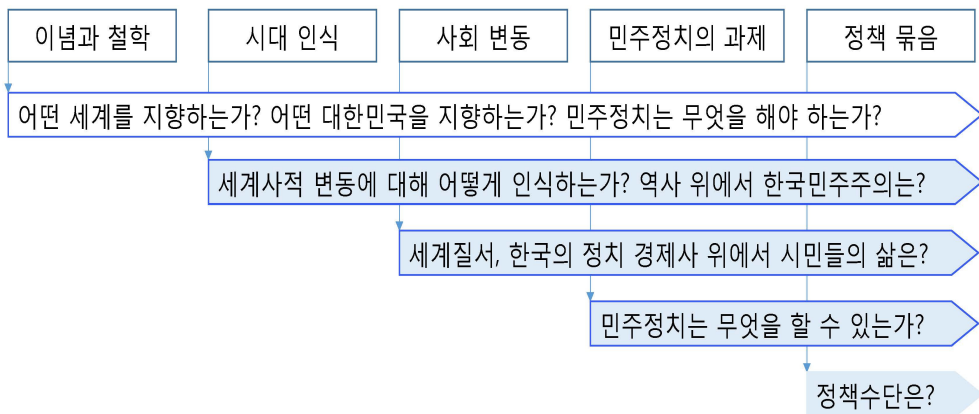 이념과 철학
시대 인식
사회 변동
민주정치의 과제
정책 묶음
어떤 세계를 지향하는가? 어떤 대한민국을 지향하는가? 민주정치는 무엇을 해야 하는가?
세계사적 변동에 대해 어떻게 인식하는가? 역사 위에서 한국민주주의는?
세계질서, 한국의 정치 경제사 위에서 시민들의 삶은?
민주정치는 무엇을 할 수 있는가?
정책수단은?